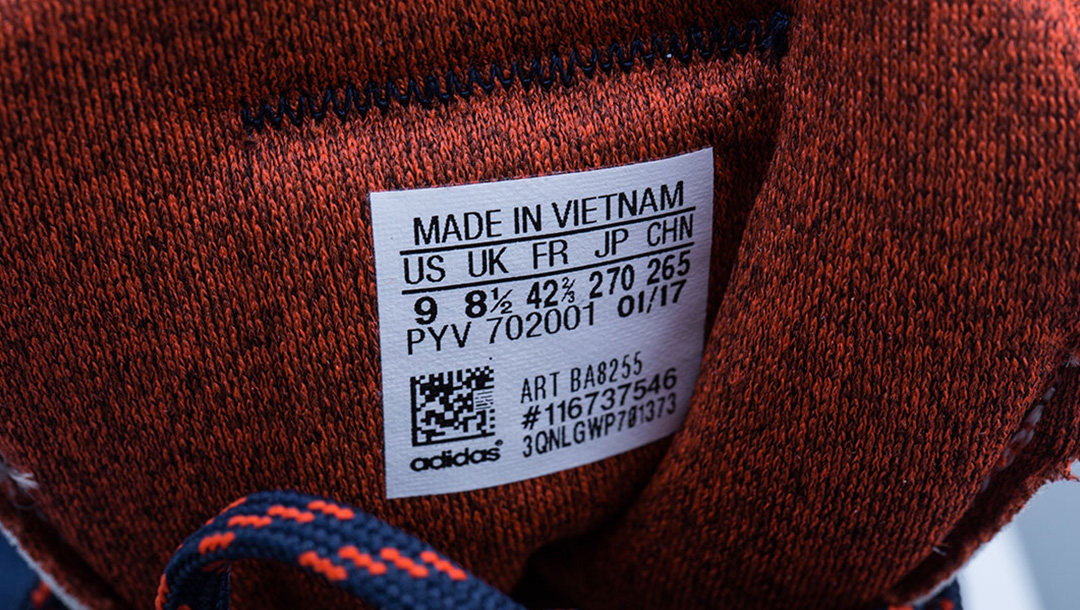 MADE IN VIETNAM
US UK FR JP CHN
9 8½ 42⅔ 270 265
PYV 702001 01/17
ART BA8255
#116737546
3QNLGWP701373
adidas®